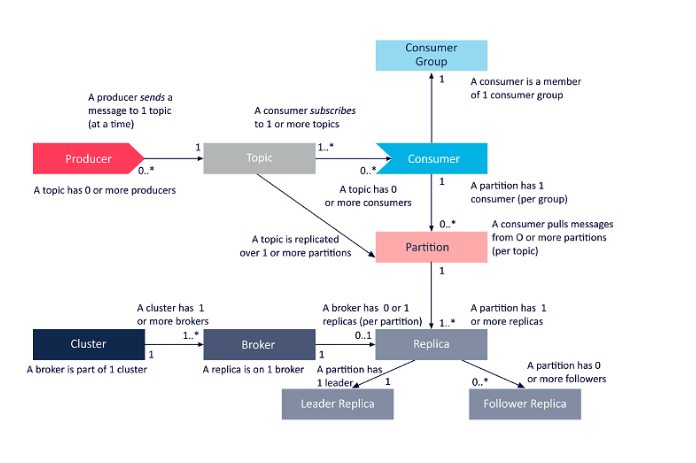 Consumer
Group
A producer sends a
message to 1 topic
(at a time)
A consumer subscribes
to 1 or more topics
1
A consumer is a member
of 1 consumer group
Producer
1
Topic
1..*
Consumer
0..*
0..*
A topic has 0 or more producers
A topic has 0
or more consumers
1
A partition has 1
consumer (per group)
0..*
A consumer pulls messages
from O or more partitions
(per topic)
A topic is replicated
over 1 or more partitions
Partition
1
A cluster has 1
or more brokers
A broker has 0 or 1
replicas (per partition)
A partition has 1
or more replicas
1..*
0..1
1..*
Cluster
Broker
Replica
1
1
A broker is part of 1 cluster
A replica is on 1 broker
A partition has
1 leader
1
0..*
A partition has 0
or more followers
Leader Replica
Follower Replica